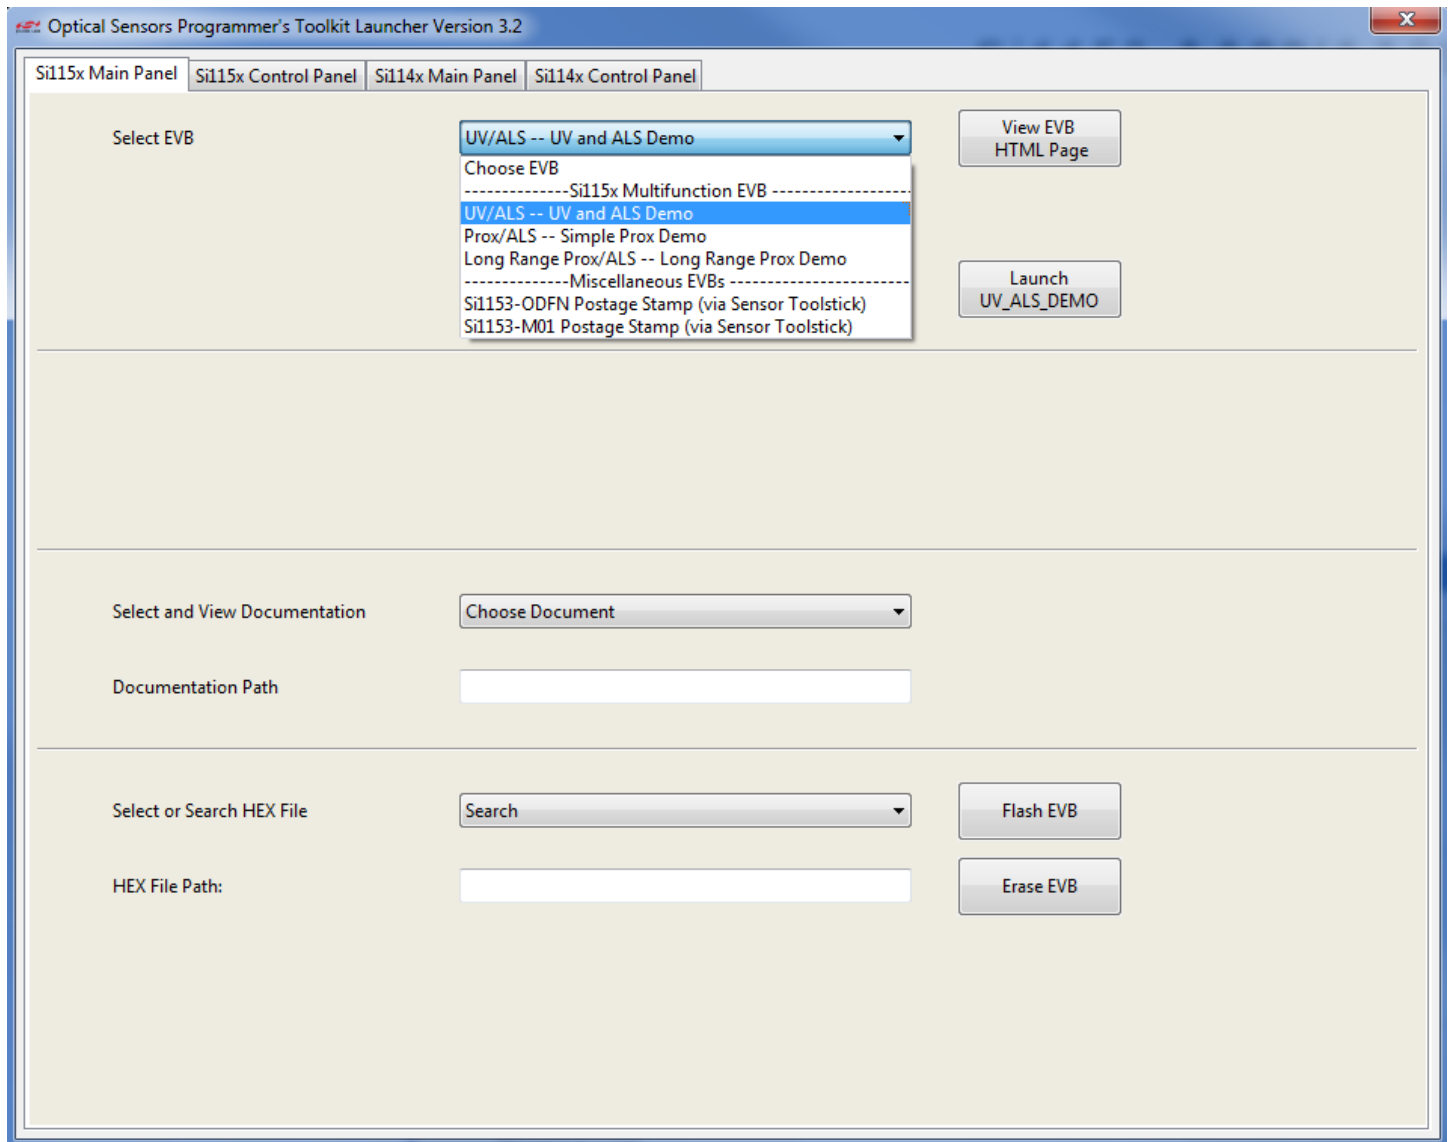 Optical Sensors Programmer's Toolkit Launcher Version 3.2
Si115x Main Panel Si115x Control Panel Si114x Main Panel Si114x Control Panel
Select EVB
UV/ALS -- UV and ALS Demo
View EVB
HTML Page
Choose EVB
--------------Si115x Multifunction EVB -------------------
UV/ALS -- UV and ALS Demo
Prox/ALS -- Simple Prox Demo
Long Range Prox/ALS -- Long Range Prox Demo
--------------Miscellaneous EVBs ------------------------
Si1153-ODFN Postage Stamp (via Sensor Toolstick)
Si1153-M01 Postage Stamp (via Sensor Toolstick)
Launch
UV_ALS_DEMO
Select and View Documentation
Choose Document
Documentation Path
Select or Search HEX File
Search
Flash EVB
HEX File Path:
Erase EVB